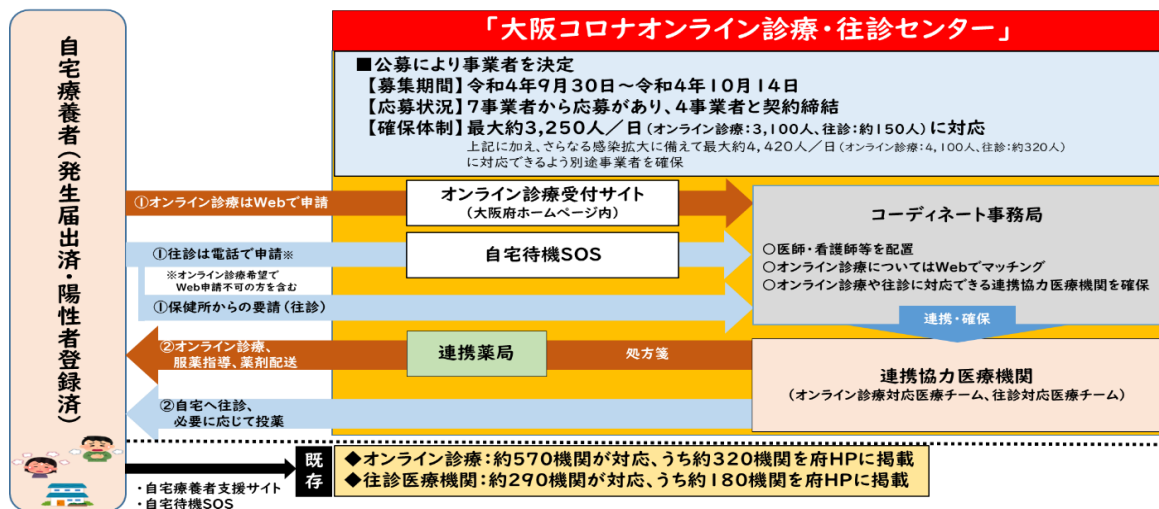 自宅療養者(発生届出済・陽性者登録済)
「大阪コロナオンライン診療・往診センター」
■公募により事業者を決定
【募集期間】令和4年9月30日~令和4年10月14日
【応募状況】7事業者から応募があり、4事業者と契約締結
【確保体制】最大約3,250人/日(オンライン診療:3,100人、往診:約150人)に対応
上記に加え、さらなる感染拡大に備えて最大約4,420人/日(オンライン診療:4,100人、往診:約320人)
に対応できるよう別途事業者を確保
①オンライン診療はWebで申請
オンライン診療受付サイト
(大阪府ホームページ内)
①往診は電話で申請※
※オンライン診療希望で
Web申請不可の方を含む
自宅待機SOS
①保健所からの要請(往診)
コーディネート事務局
○医師・看護師等を配置
○オンライン診療についてはWebでマッチング
○オンライン診療や往診に対応できる連携協力医療機関を確保
連携・確保
②オンライン診療、
服薬指導、薬剤配送
連携薬局
処方箋
連携協力医療機関
(オンライン診療対応医療チーム、往診対応医療チーム)
②自宅へ往診、
必要に応じて投薬
・自宅療養者支援サイト
・自宅待機SOS
既存
◆オンライン診療:約570機関が対応、うち約320機関を府HPに掲載
◆往診医療機関:約290機関が対応、うち約180機関を府HPに掲載